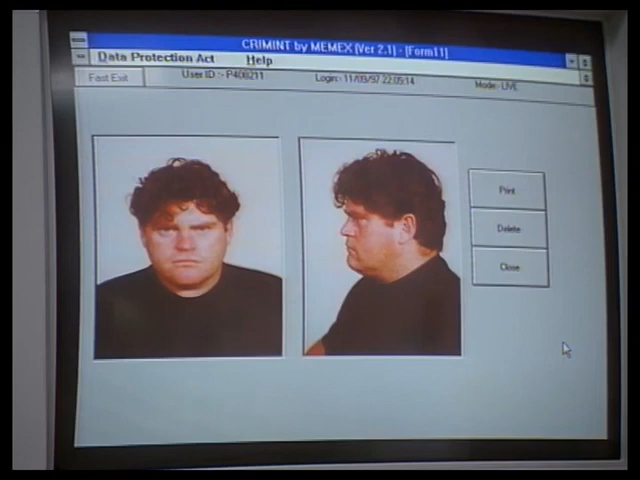 CRIMINT by MEMEX (Ver 2.1) - [Form11]
Data Protection Act Help
Fast Exit User ID :- P408211 Login:- 11/09/97 22:05:14 Mode:- LIVE
Print
Delete
Close